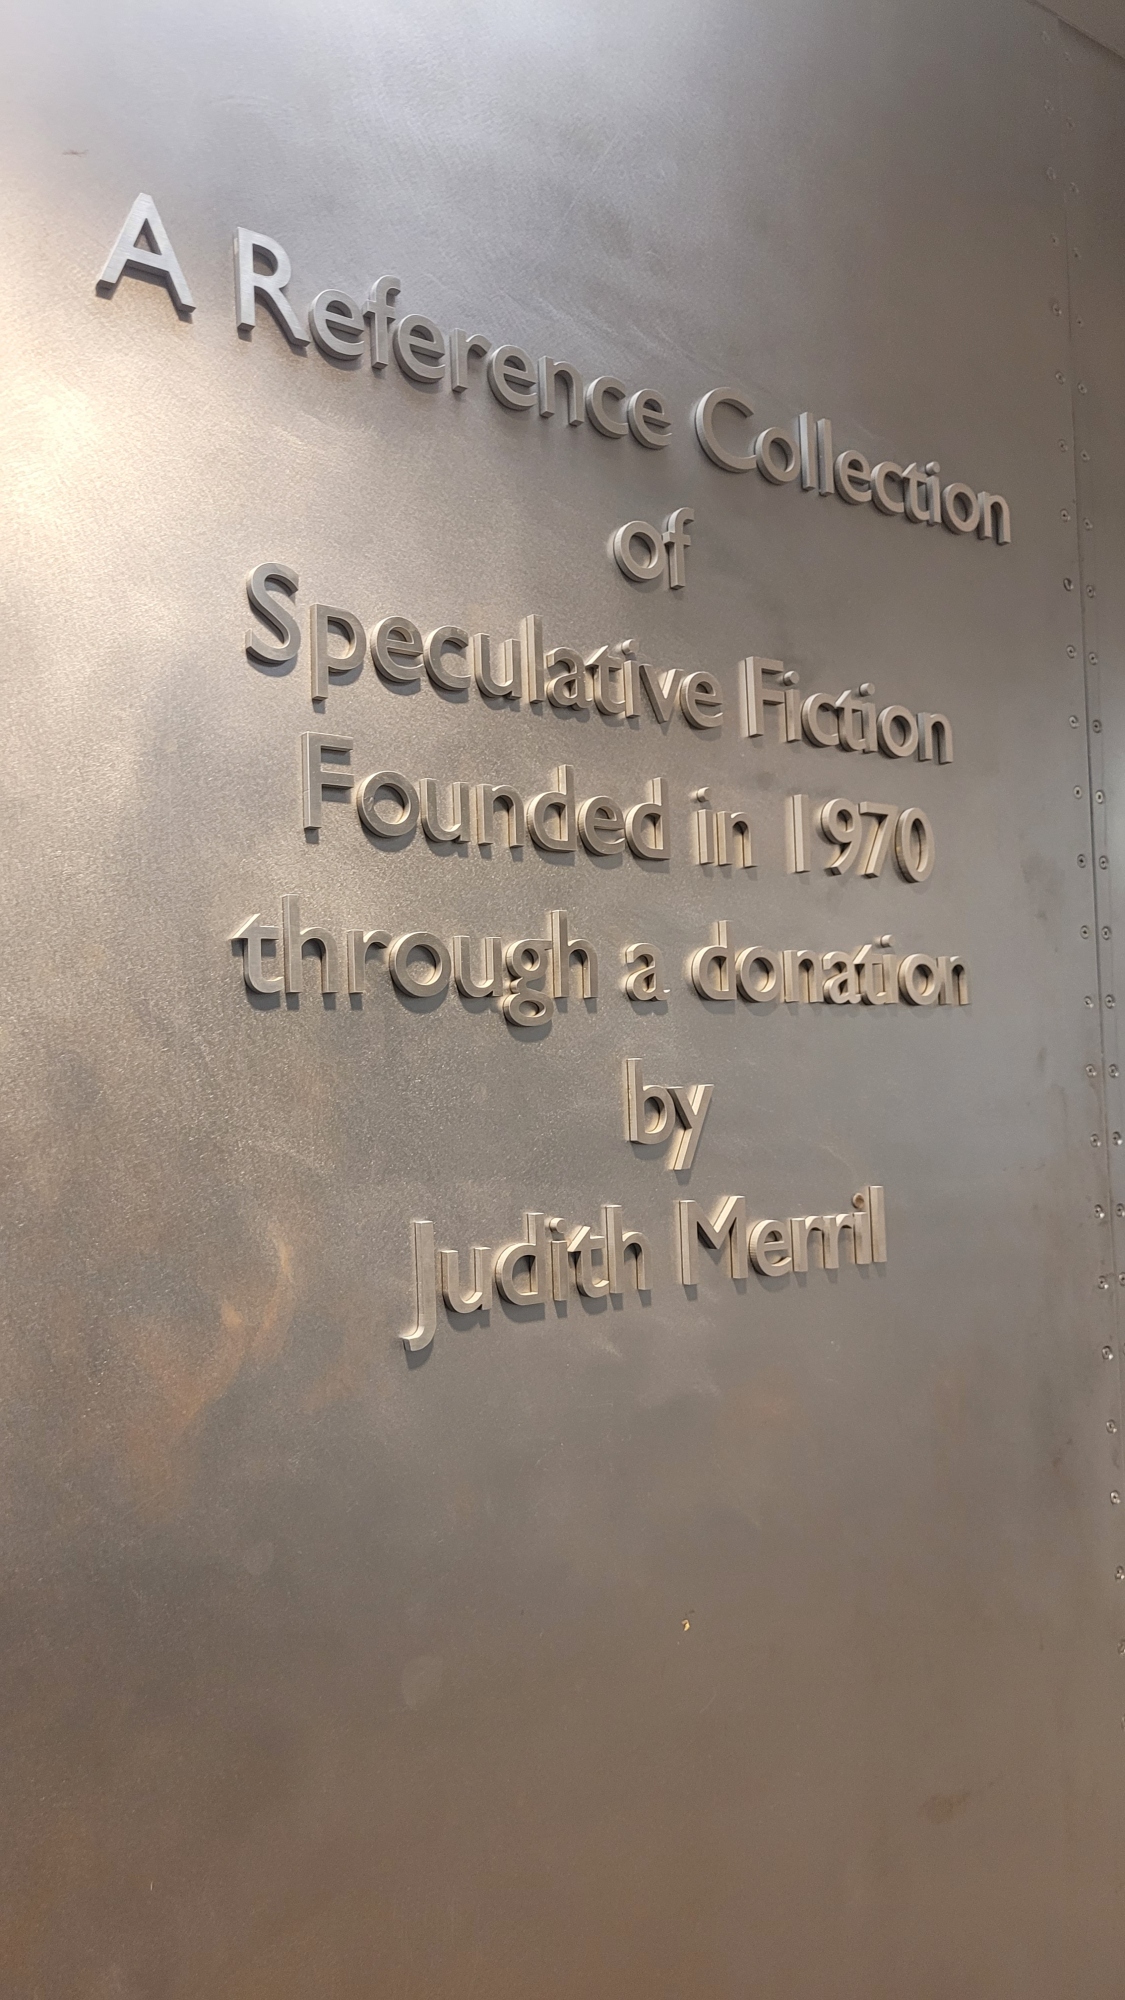 A Reference Collection
of
Speculative Fiction
Founded in 1970
through a donation
by
Judith Merril